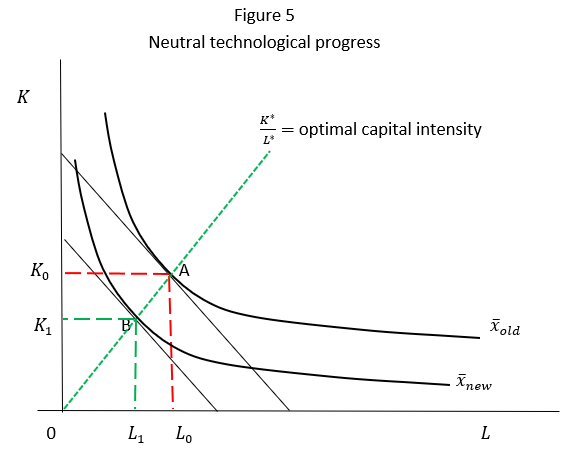 Figure 5
Neutral technological progress
K
K*/L* = optimal capital intensity
K₀
A
K₁
B
x̄old
x̄new
0
L₁
L₀
L